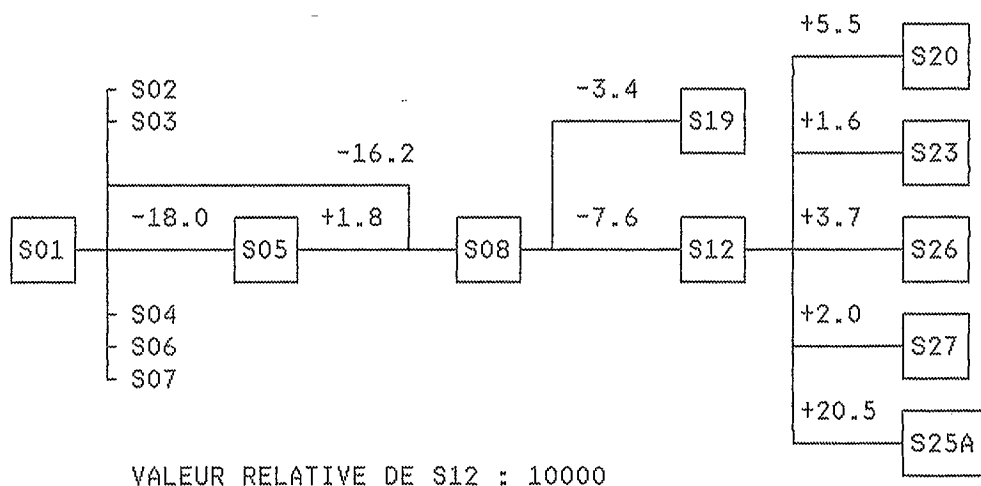 +5.5
S20
S02
-3.4
S03
S19
+1.6
S23
-16.2
-18.0
+1.8
-7.6
+3.7
S01
S05
S08
S12
S26
S04
+2.0
S06
S27
S07
+20.5
S25A
VALEUR RELATIVE DE S12 : 10000